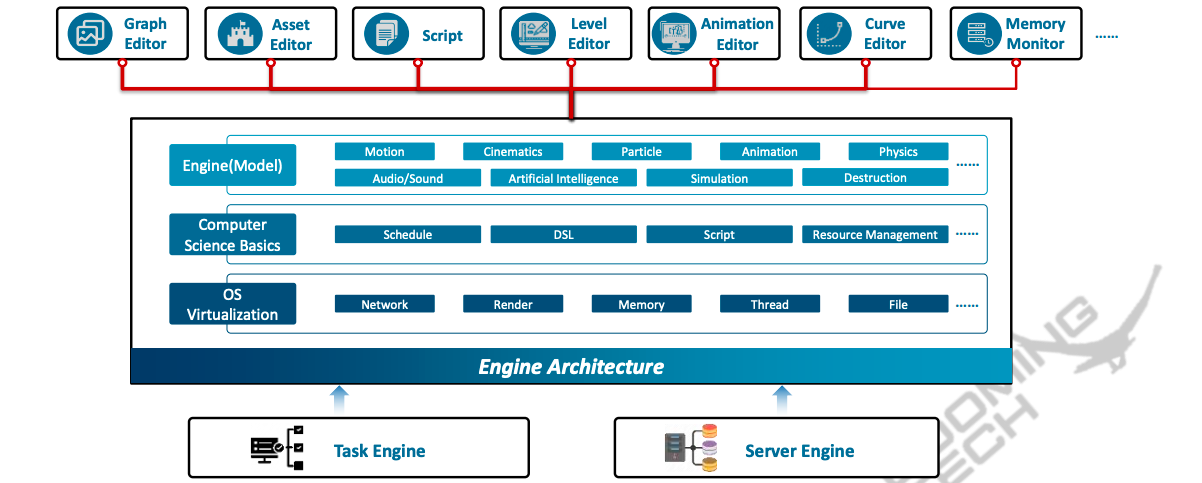 Graph
Editor
Asset
Editor
Script
Level
Editor
Animation
Editor
Curve
Editor
Memory
Monitor
......
Engine(Model)
Motion
Cinematics
Particle
Animation
Physics
......
Audio/Sound
Artificial Intelligence
Simulation
Destruction
Computer
Science Basics
Schedule
DSL
Script
Resource Management
......
OS
Virtualization
Network
Render
Memory
Thread
File
......
Engine Architecture
Task Engine
Server Engine